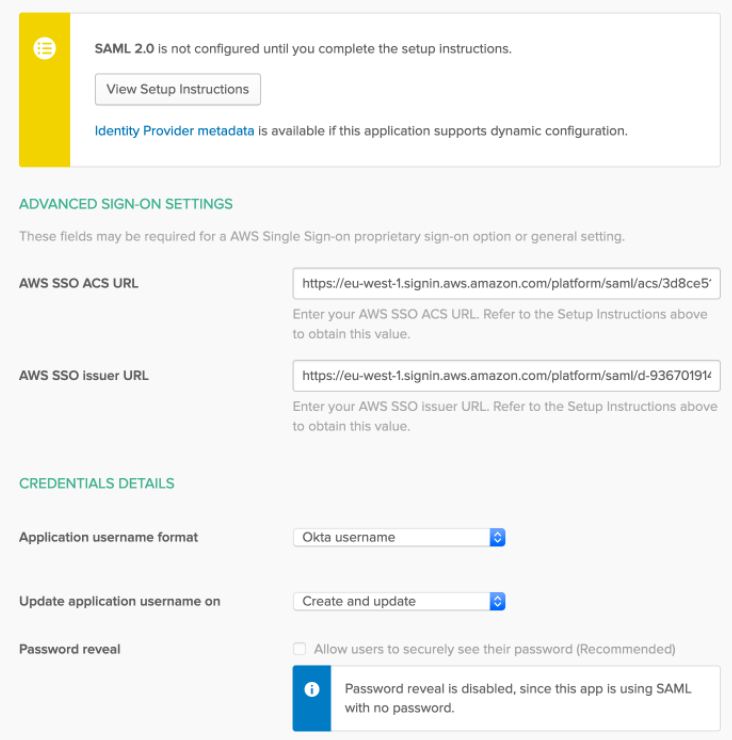 SAML 2.0 is not configured until you complete the setup instructions.
View Setup Instructions
Identity Provider metadata is available if this application supports dynamic configuration.
ADVANCED SIGN-ON SETTINGS
These fields may be required for a AWS Single Sign-on proprietary sign-on option or general setting.
AWS SSO ACS URL
https://eu-west-1.signin.aws.amazon.com/platform/saml/acs/3d8ce5
Enter your AWS SSO ACS URL. Refer to the Setup Instructions above
to obtain this value.
AWS SSO issuer URL
https://eu-west-1.signin.aws.amazon.com/platform/saml/d-93670191
Enter your AWS SSO issuer URL. Refer to the Setup Instructions above
to obtain this value.
CREDENTIALS DETAILS
Application username format
Okta username
Update application username on
Create and update
Password reveal
Allow users to securely see their password (Recommended)
Password reveal is disabled, since this app is using SAML
with no password.